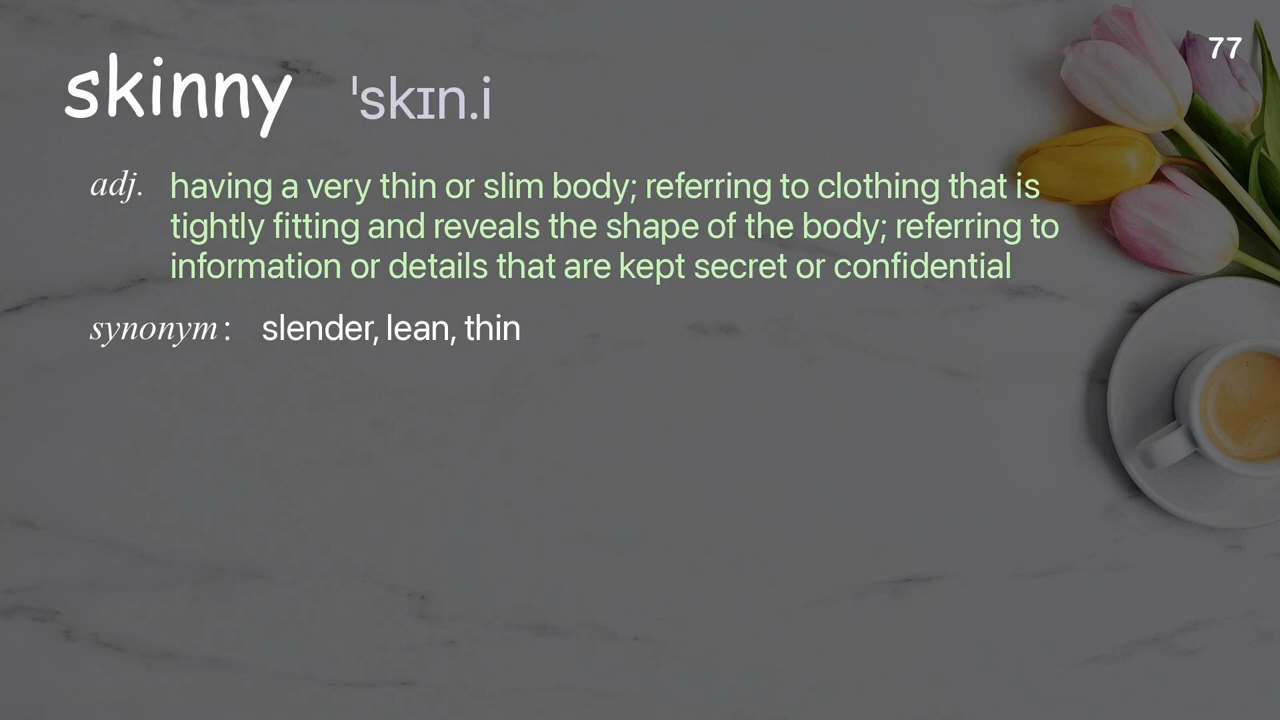 77
skinny ˈskɪn.i
adj. having a very thin or slim body; referring to clothing that is
tightly fitting and reveals the shape of the body; referring to
information or details that are kept secret or confidential
synonym: slender, lean, thin